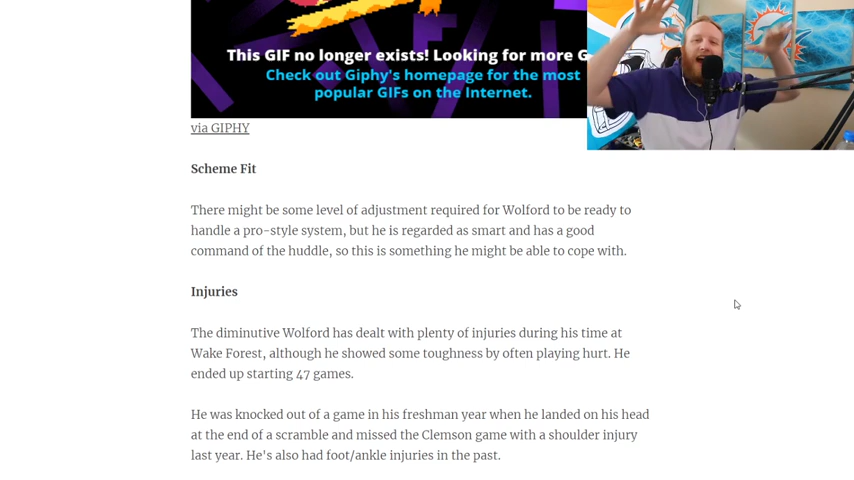 This GIF no longer exists! Looking for more G
Check out Giphy's homepage for the most
popular GIFs on the Internet.
via GIPHY
Scheme Fit
There might be some level of adjustment required for Wolford to be ready to
handle a pro-style system, but he is regarded as smart and has a good
command of the huddle, so this is something he might be able to cope with.
Injuries
The diminutive Wolford has dealt with plenty of injuries during his time at
Wake Forest, although he showed some toughness by often playing hurt. He
ended up starting 47 games.
He was knocked out of a game in his freshman year when he landed on his head
at the end of a scramble and missed the Clemson game with a shoulder injury
last year. He's also had foot/ankle injuries in the past.